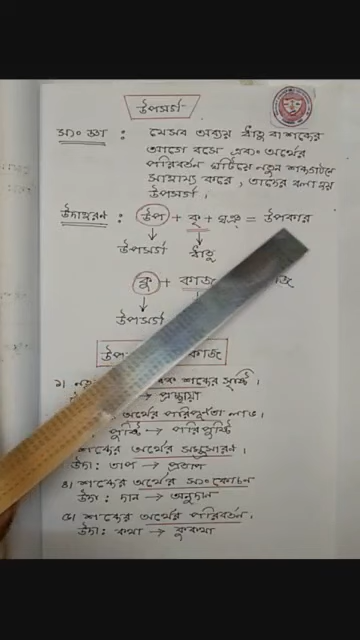 উপসর্গ
সংজ্ঞা : যেসব অব্যয় ধাতু বা শব্দের
আগে বসে এবং অর্থের
পরিবর্তন ঘটিয়ে নতুন শব্দগঠনে
সাহায্য করে, তাদের বলা হয়
উপসর্গ।
উদাহরণ : উপ + কৃ + ঘঞ্ = উপকার
উপসর্গ ধাতু
কু + কাজ
উপসর্গ
কাজ
১। শব্দের সৃষ্টি।
→ প্রচ্ছায়া
অর্থের পরিপূর্ণতা লাভ।
পুষ্টি → পরিপুষ্টি
শব্দের অর্থের সম্প্রসারণ।
উদা: তাপ → প্রতাপ
৪। শব্দের অর্থের সংকোচন
উদা: দান → অনুদান
৫। শব্দের অর্থের পরিবর্তন।
উদা: কথা → কুকথা